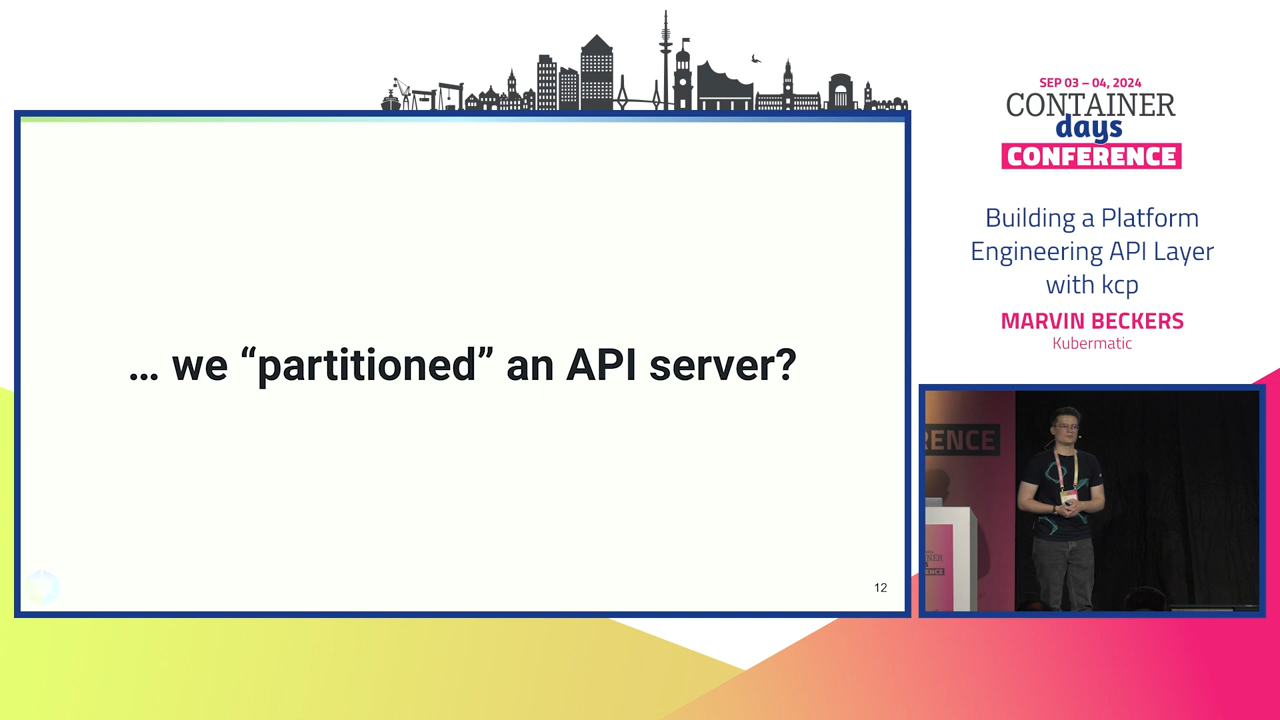 SEP 03 – 04, 2024
CONTAINER
days
CONFERENCE
Building a Platform
Engineering API Layer
with kcp
MARVIN BECKERS
Kubermatic
… we “partitioned” an API server?
12
RENCE